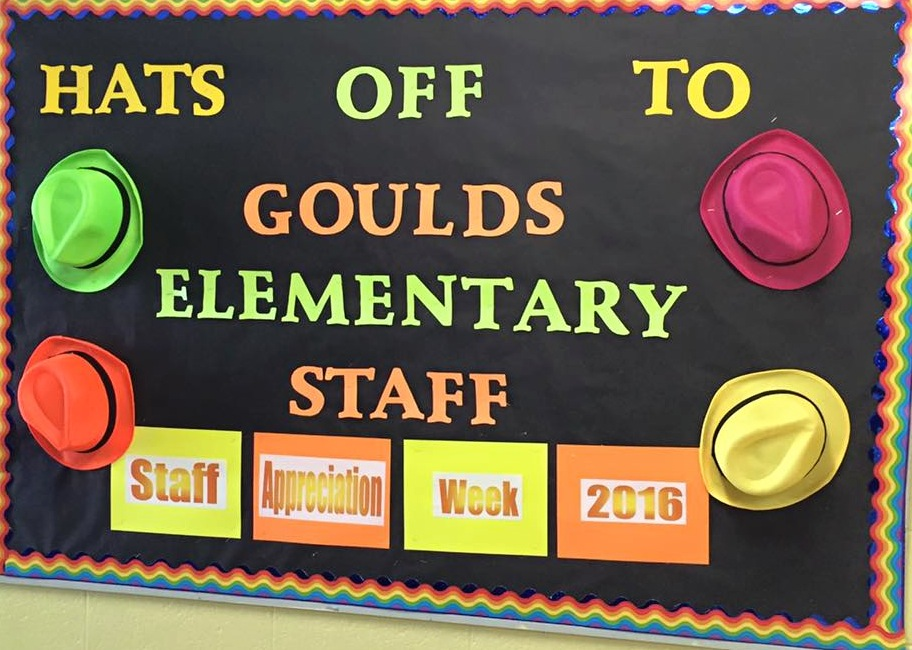 HATS OFF TO
GOULDS
ELEMENTARY
STAFF
Staff Appreciation Week 2016